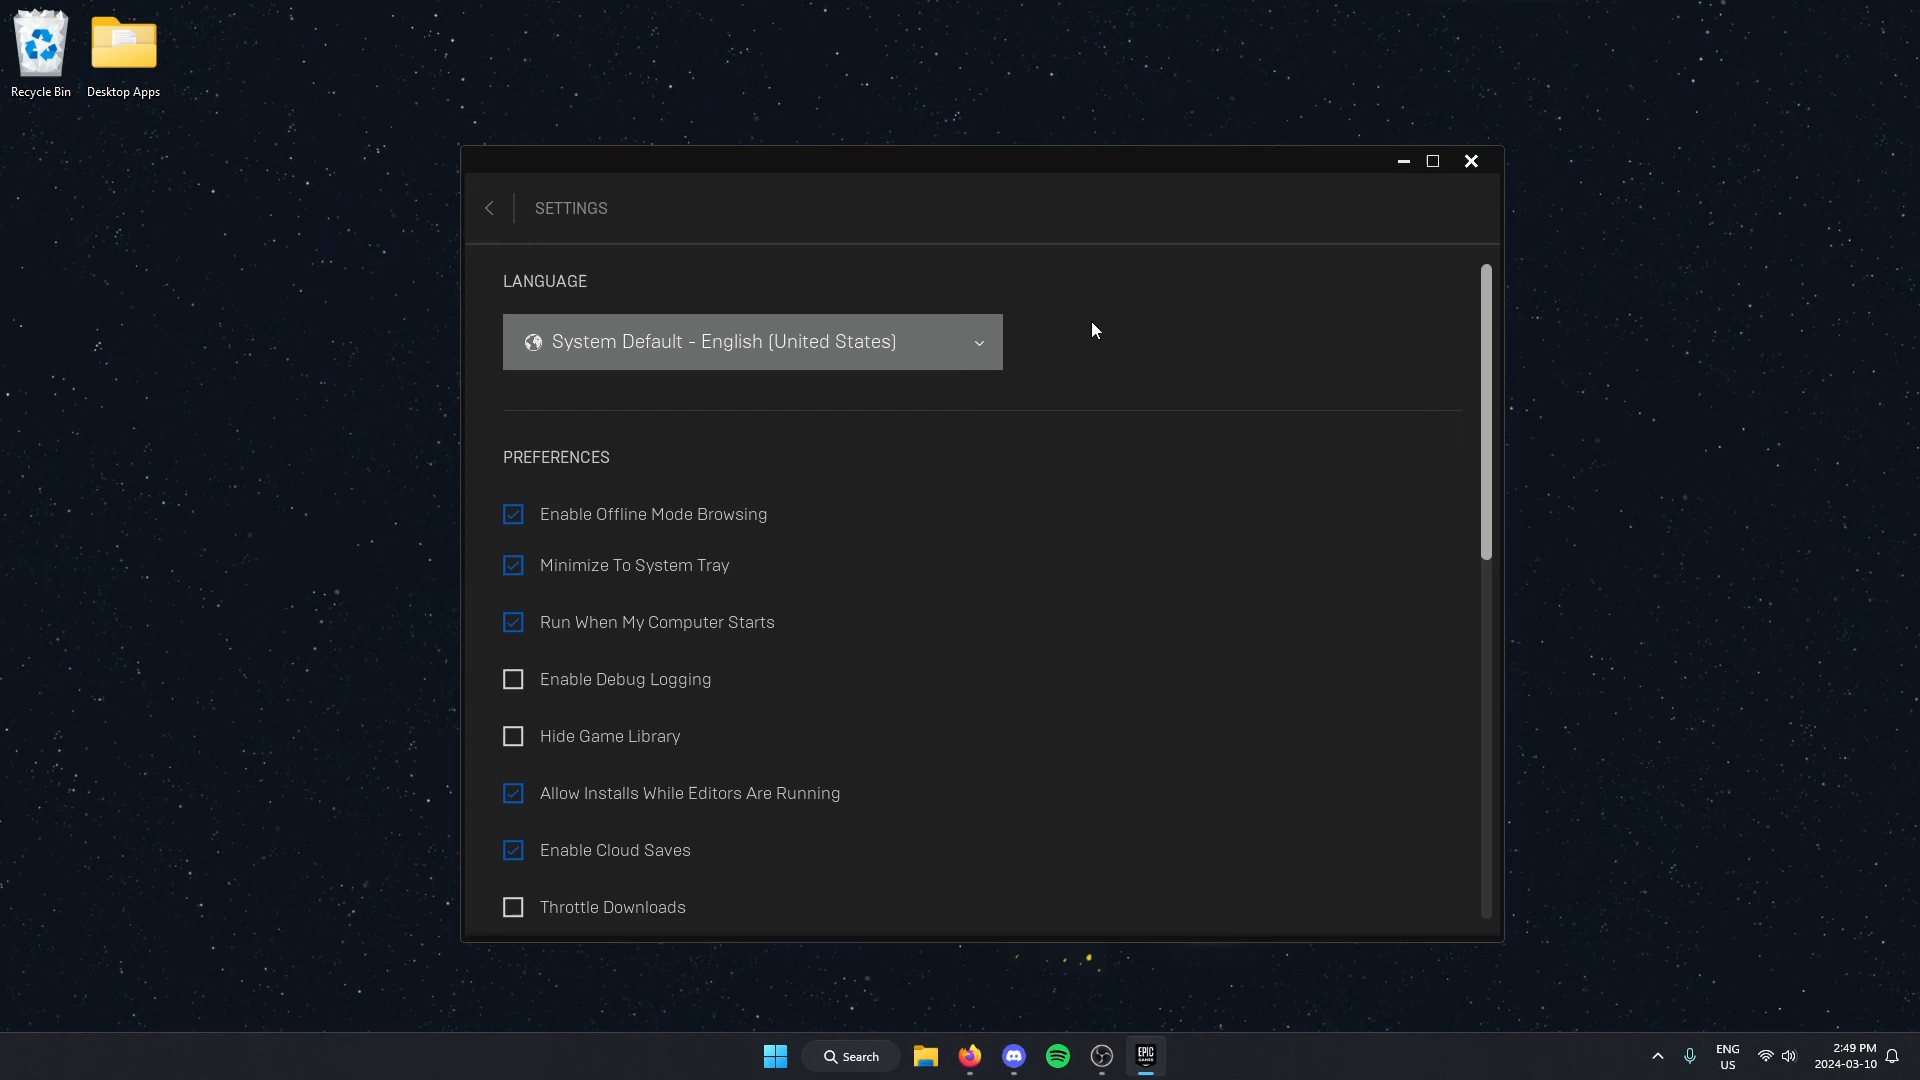 Recycle Bin
Desktop Apps
SETTINGS
LANGUAGE
System Default - English (United States)
PREFERENCES
Enable Offline Mode Browsing
Minimize To System Tray
Run When My Computer Starts
Enable Debug Logging
Hide Game Library
Allow Installs While Editors Are Running
Enable Cloud Saves
Throttle Downloads
Search
EPIC
GAMES
ENG
US
2:49 PM
2024-03-10